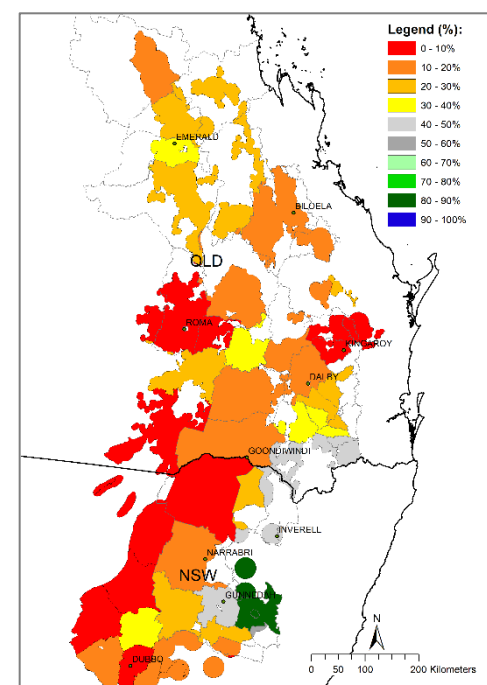 Legend (%):
0 - 10%
10 - 20%
20 - 30%
30 - 40%
40 - 50%
50 - 60%
60 - 70%
70 - 80%
80 - 90%
90 - 100%
EMERALD
BILOELA
QLD
ROMA
KINGAROY
DALBY
GOONDIWINDI
INVERELL
NARRABRI
NSW
GUNNEDAH
DUBBO
N
0 50 100 200 Kilometers